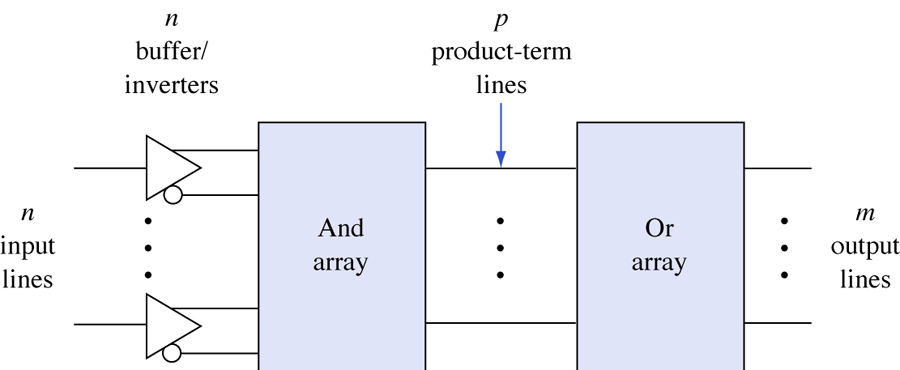 n
buffer/
inverters
p
product-term
lines
n
input
lines
And
array
Or
array
m
output
lines